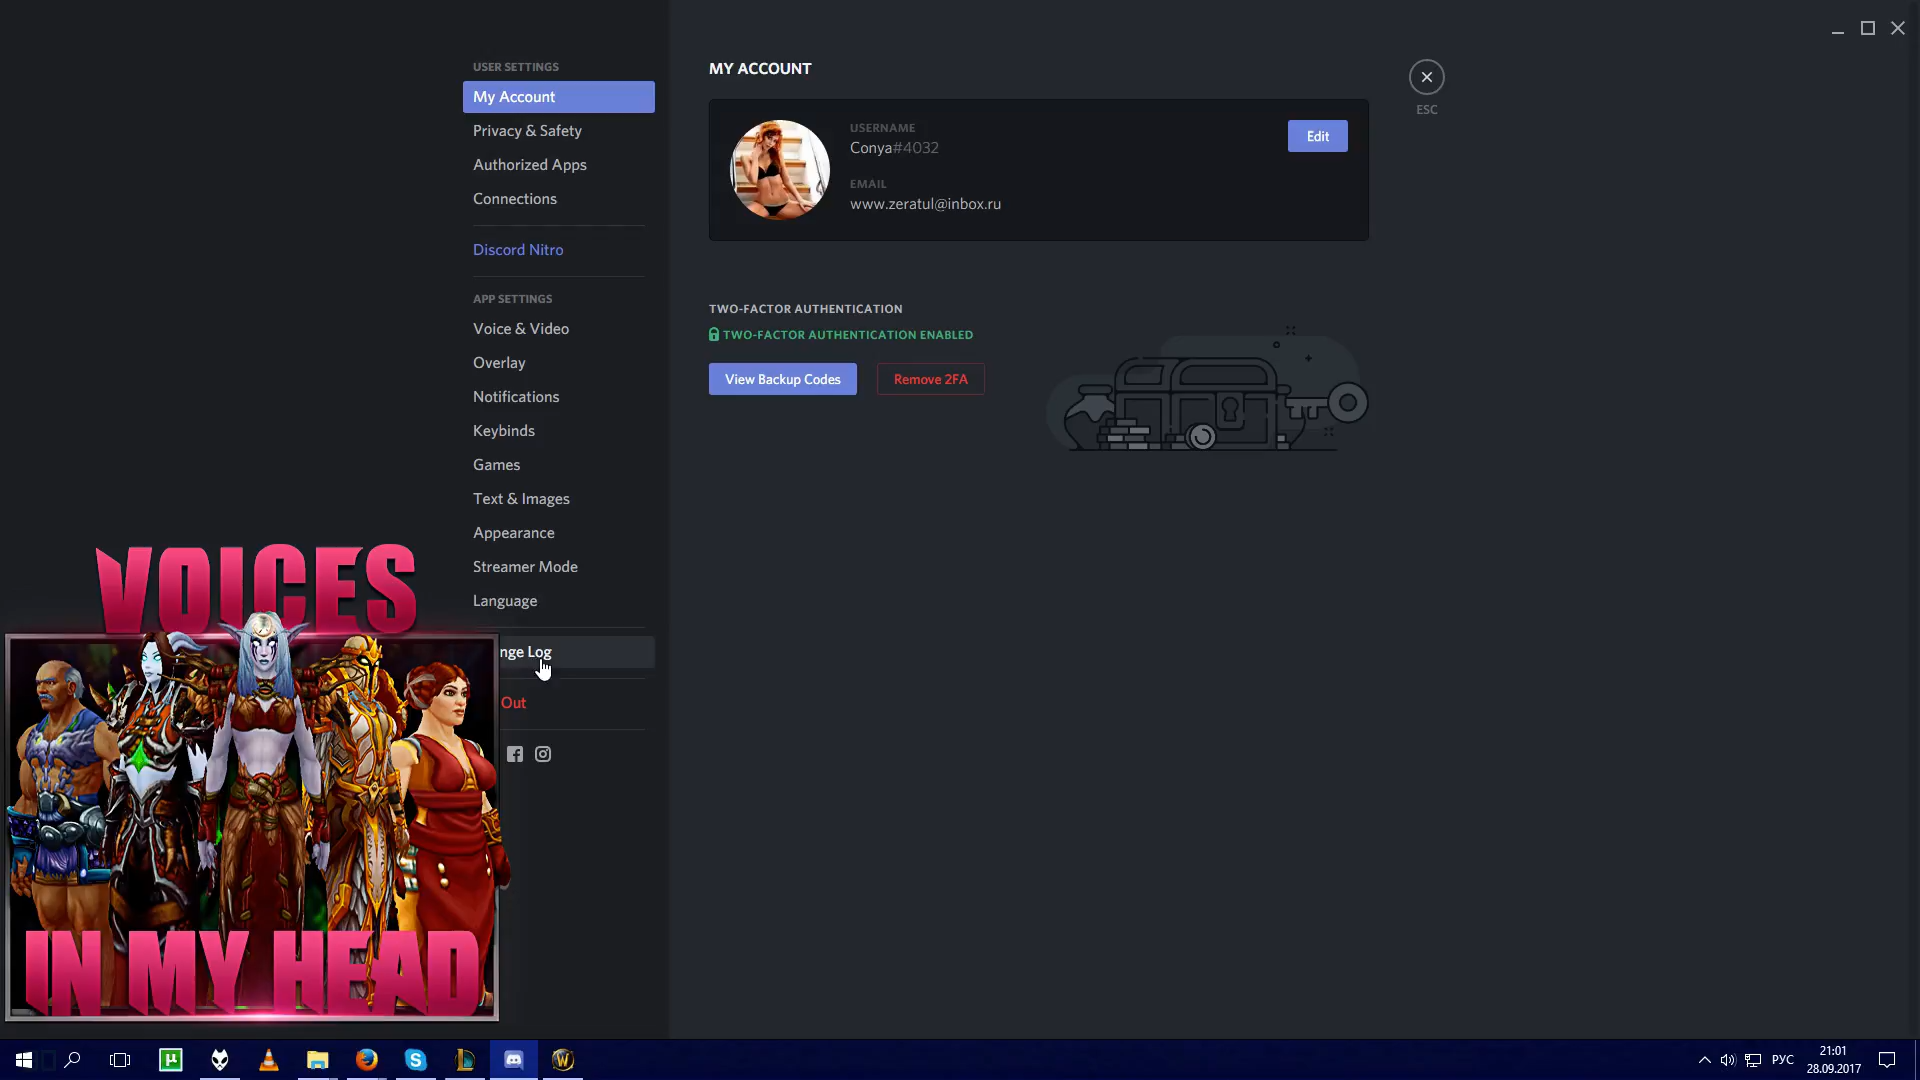 USER SETTINGS
My Account
Privacy & Safety
Authorized Apps
Connections
Discord Nitro
APP SETTINGS
Voice & Video
Overlay
Notifications
Keybinds
Games
Text & Images
Appearance
Streamer Mode
Language
nge Log
Out
MY ACCOUNT
USERNAME
Conya#4032
EMAIL
www.zeratul@inbox.ru
Edit
ESC
TWO-FACTOR AUTHENTICATION
TWO-FACTOR AUTHENTICATION ENABLED
View Backup Codes
Remove 2FA
VOICES
IN MY HEAD
РУС
21:01
28.09.2017